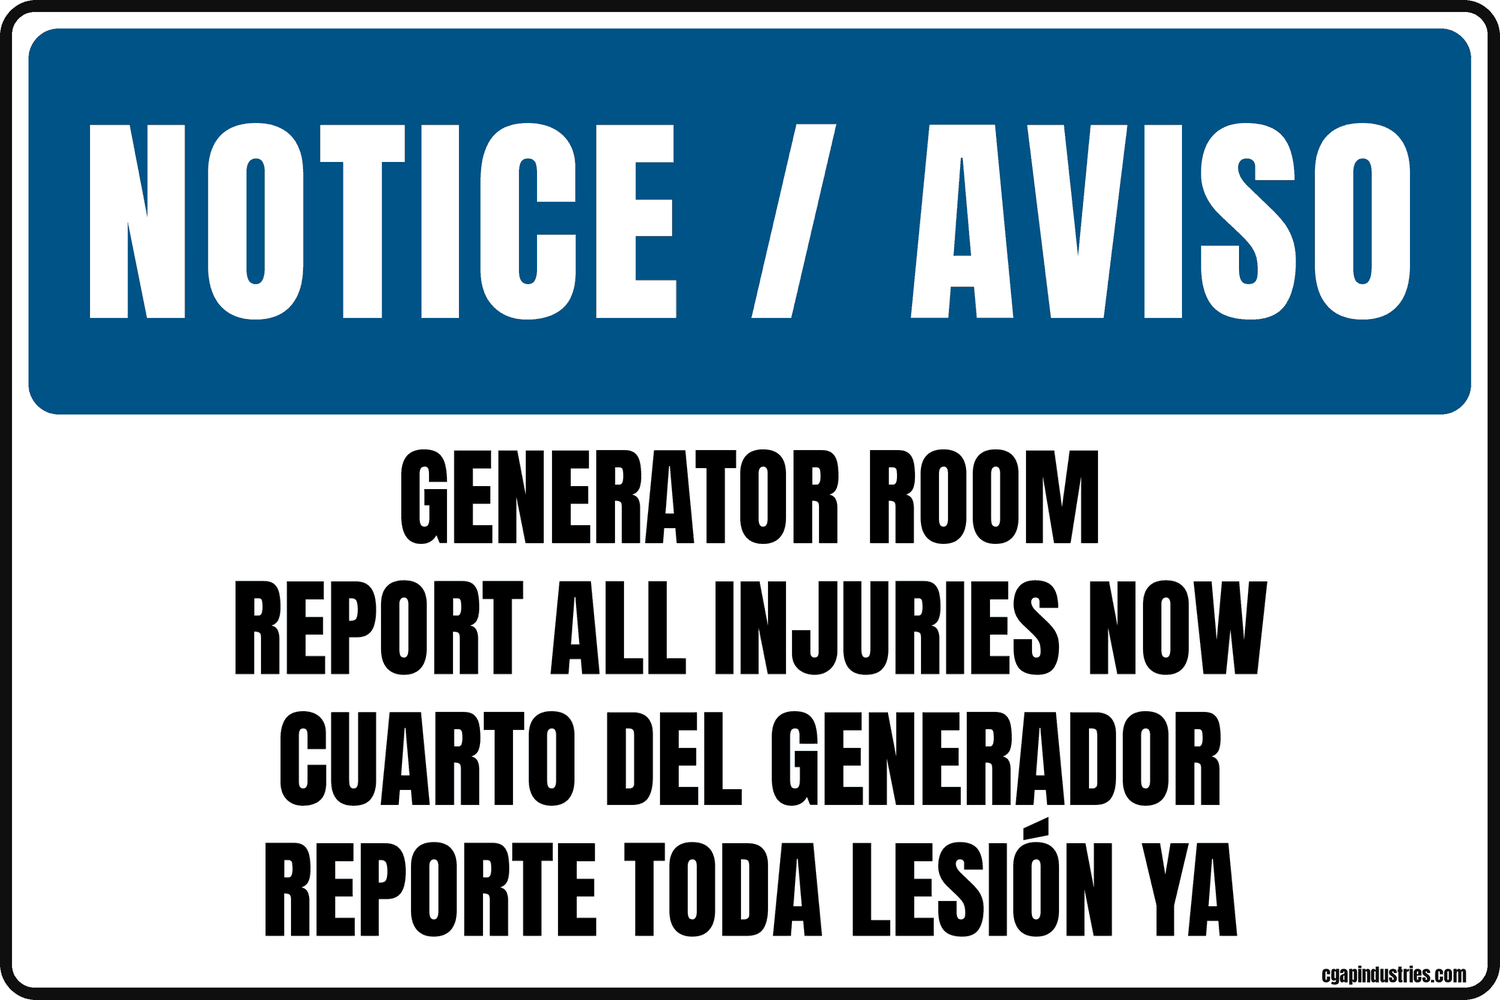 NOTICE / AVISO
GENERATOR ROOM
REPORT ALL INJURIES NOW
CUARTO DEL GENERADOR
REPORTE TODA LESIÓN YA
cgapindustries.com